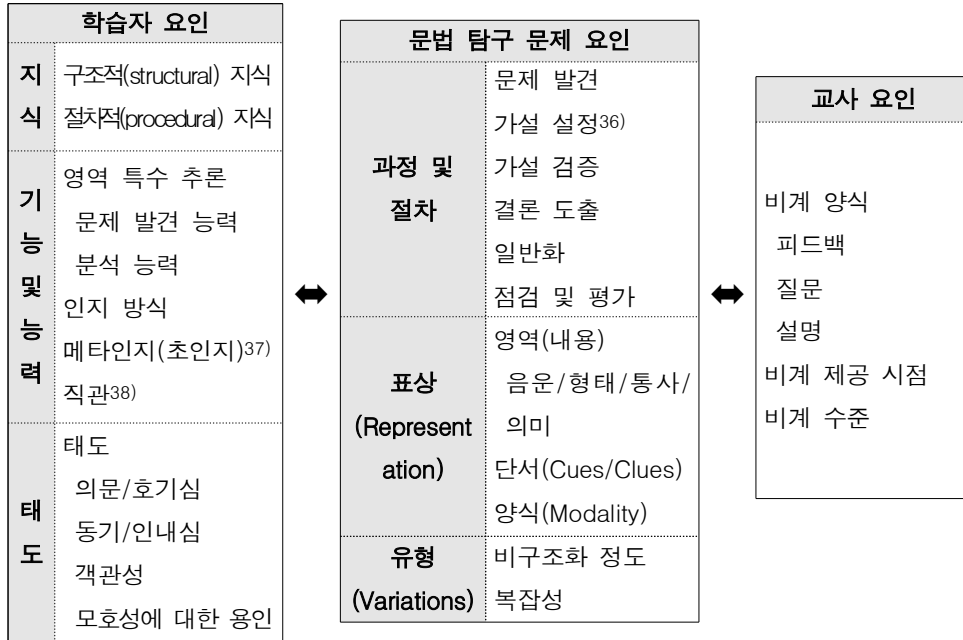 학습자 요인
지식
구조적(structural) 지식
절차적(procedural) 지식
기능및능력
영역 특수 추론
문제 발견 능력
분석 능력
인지 방식
메타인지(초인지)37)
직관38)
태도
태도
의문/호기심
동기/인내심
객관성
모호성에 대한 용인
문법 탐구 문제 요인
과정 및
절차
문제 발견
가설 설정36)
가설 검증
결론 도출
일반화
점검 및 평가
표상
(Represent
ation)
영역(내용)
음운/형태/통사/
의미
단서(Cues/Clues)
양식(Modality)
유형
(Variations)
비구조화 정도
복잡성
교사 요인
비계 양식
피드백
질문
설명
비계 제공 시점
비계 수준